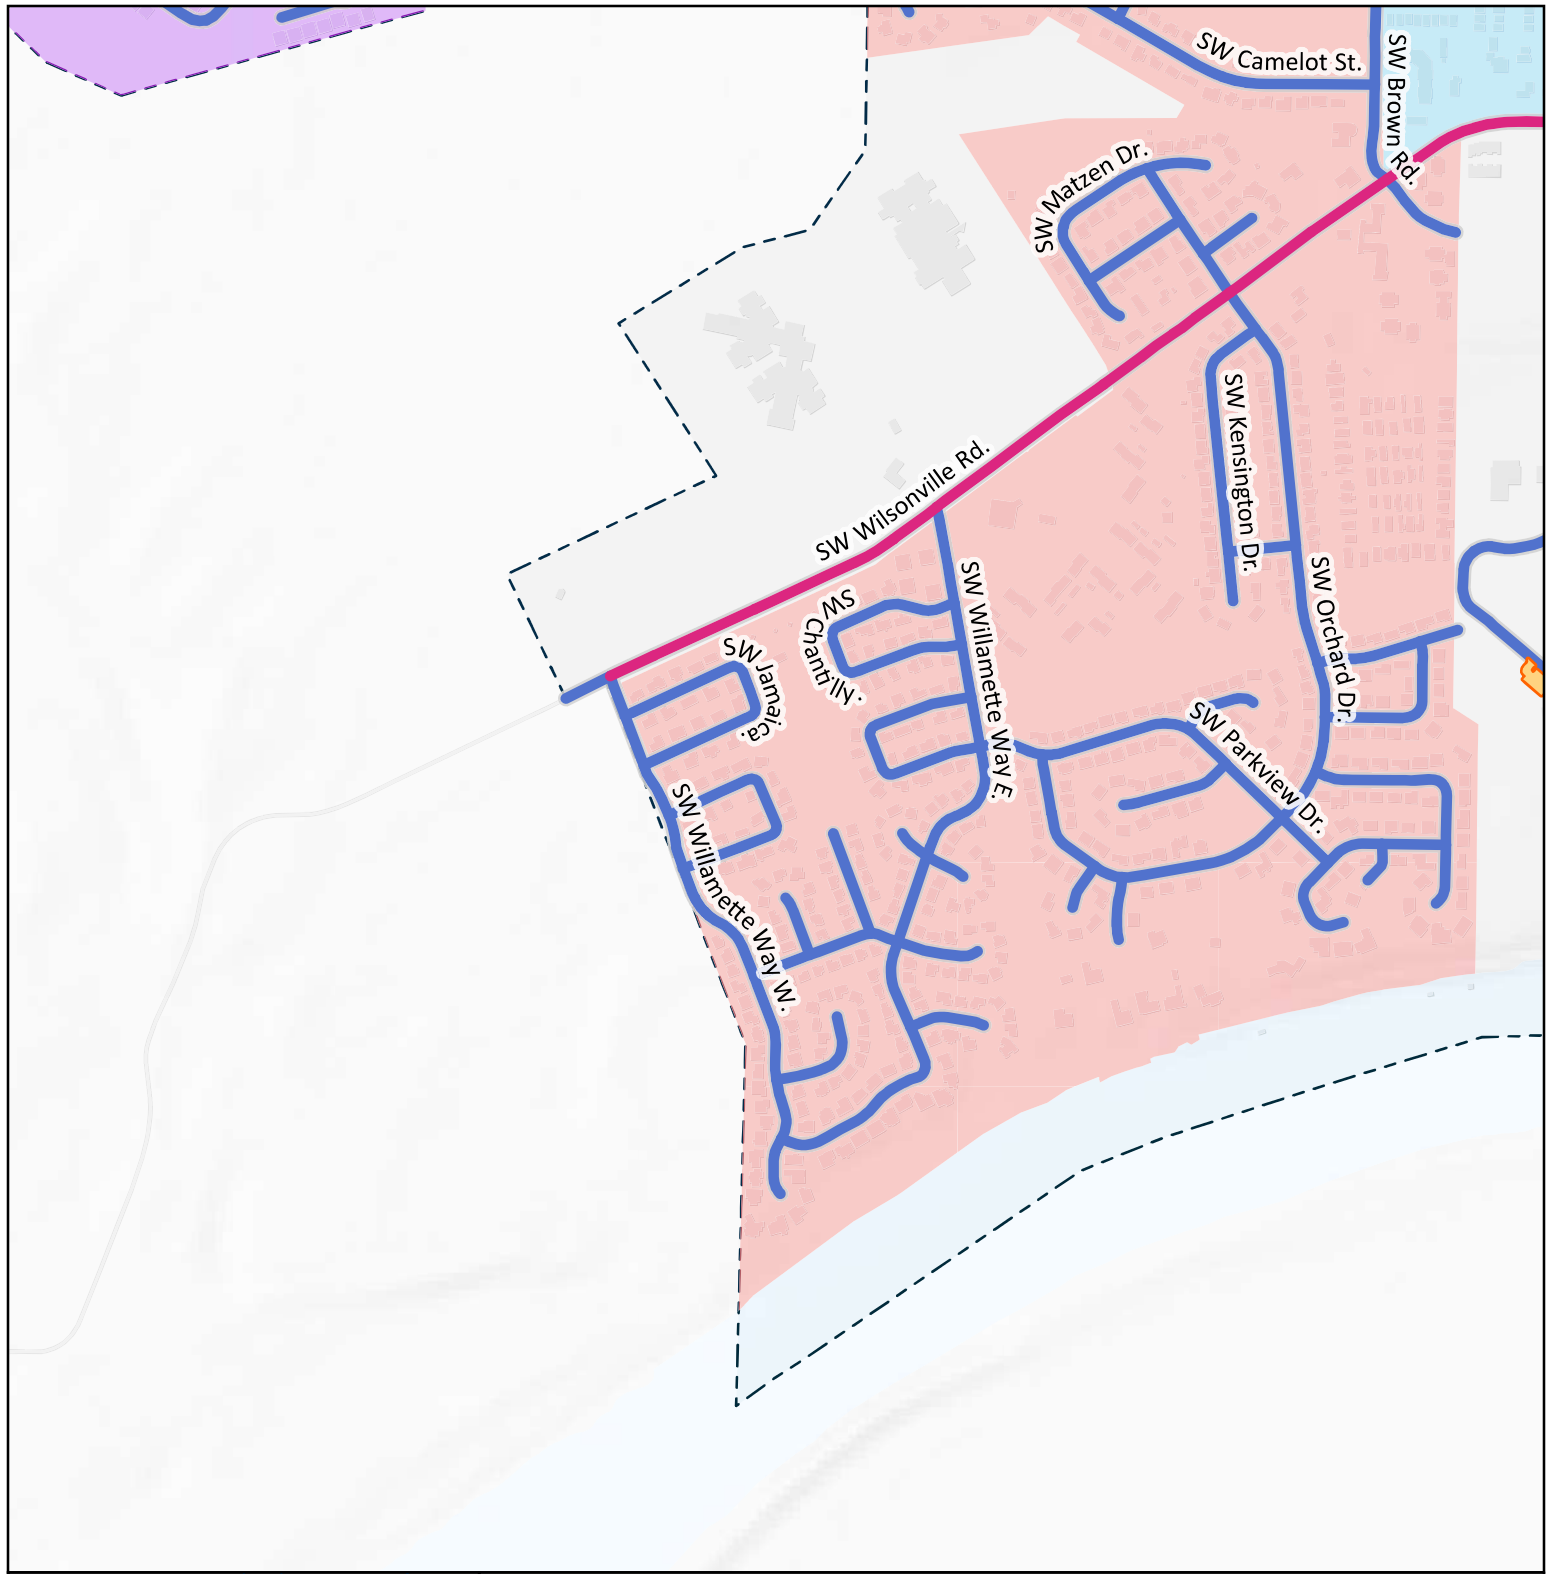 SW Camelot St.
SW Brown Rd.
SW Matzen Dr.
SW Kensington Dr.
SW Wilsonville Rd.
SW Orchard Dr.
SW Willamette Way E.
SW Chantilly.
SW Jamaica.
SW Parkview Dr.
SW Willamette Way W.